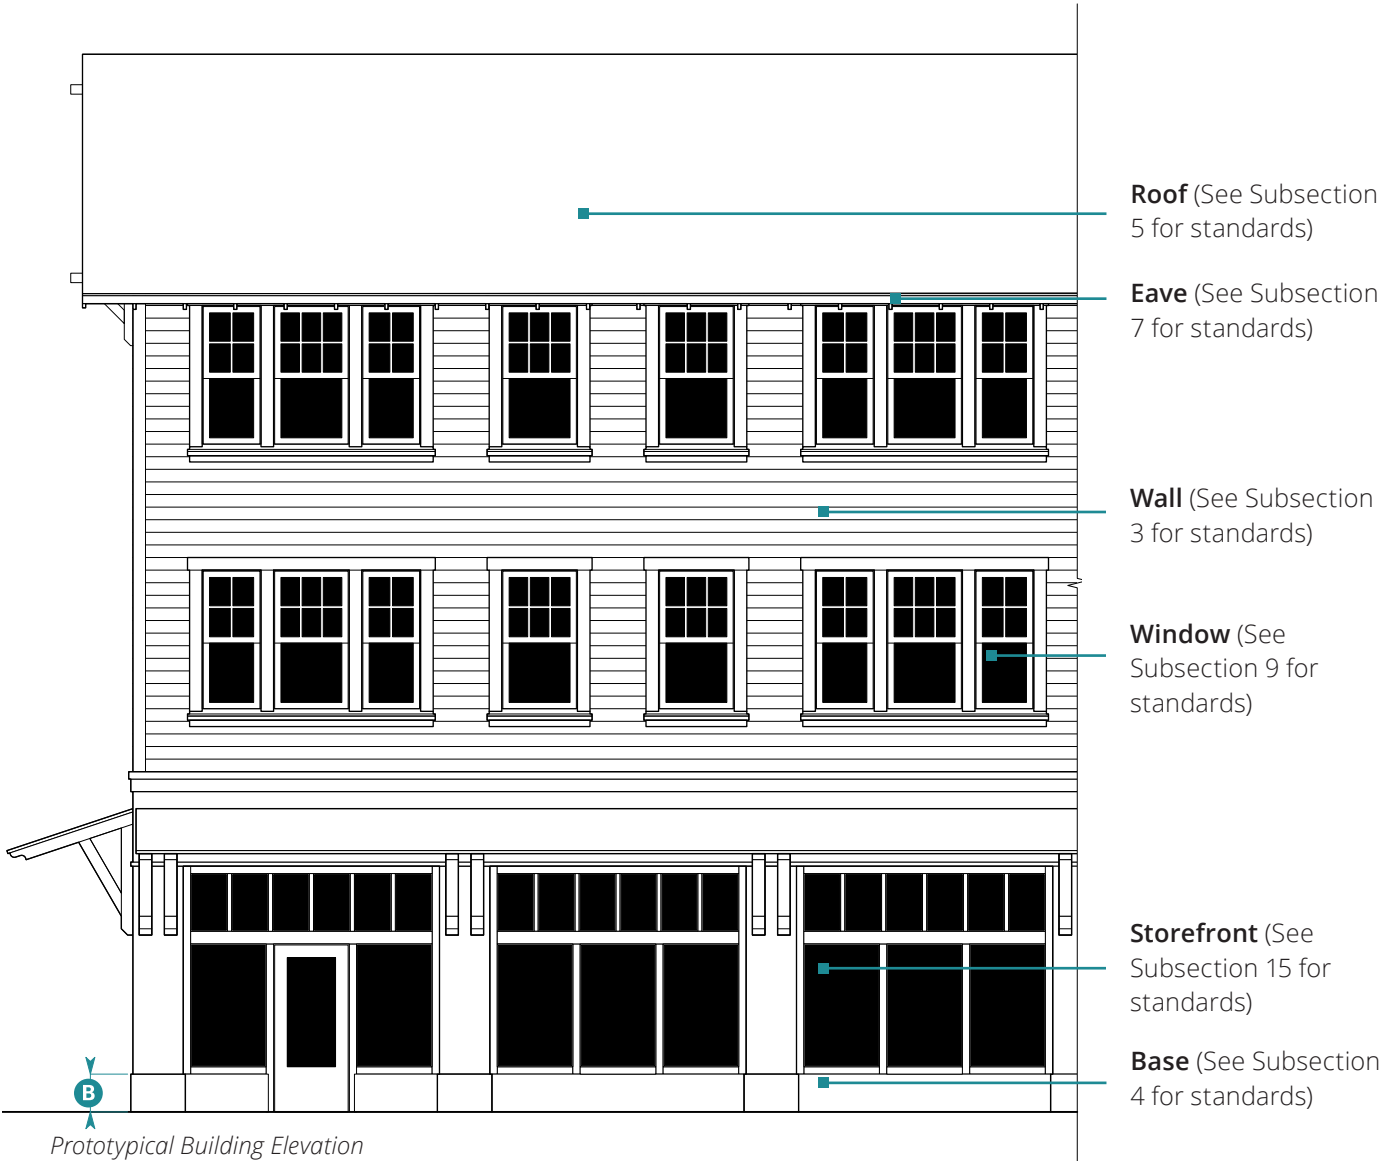 Roof (See Subsection
5 for standards)
Eave (See Subsection
7 for standards)
Wall (See Subsection
3 for standards)
Window (See
Subsection 9 for
standards)
Storefront (See
Subsection 15 for
standards)
Base (See Subsection
4 for standards)
B
Prototypical Building Elevation